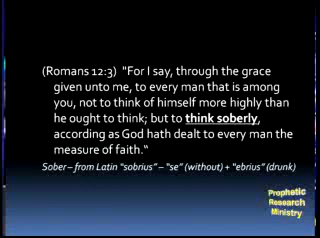 (Romans 12:3)  "For I say, through the grace
given unto me, to every man that is among
you, not to think of himself more highly than
he ought to think; but to think soberly,
according as God hath dealt to every man the
measure of faith."
Sober – from Latin "sobrius" – "se" (without) + "ebrius" (drunk)
Prophetic
Research
Ministry